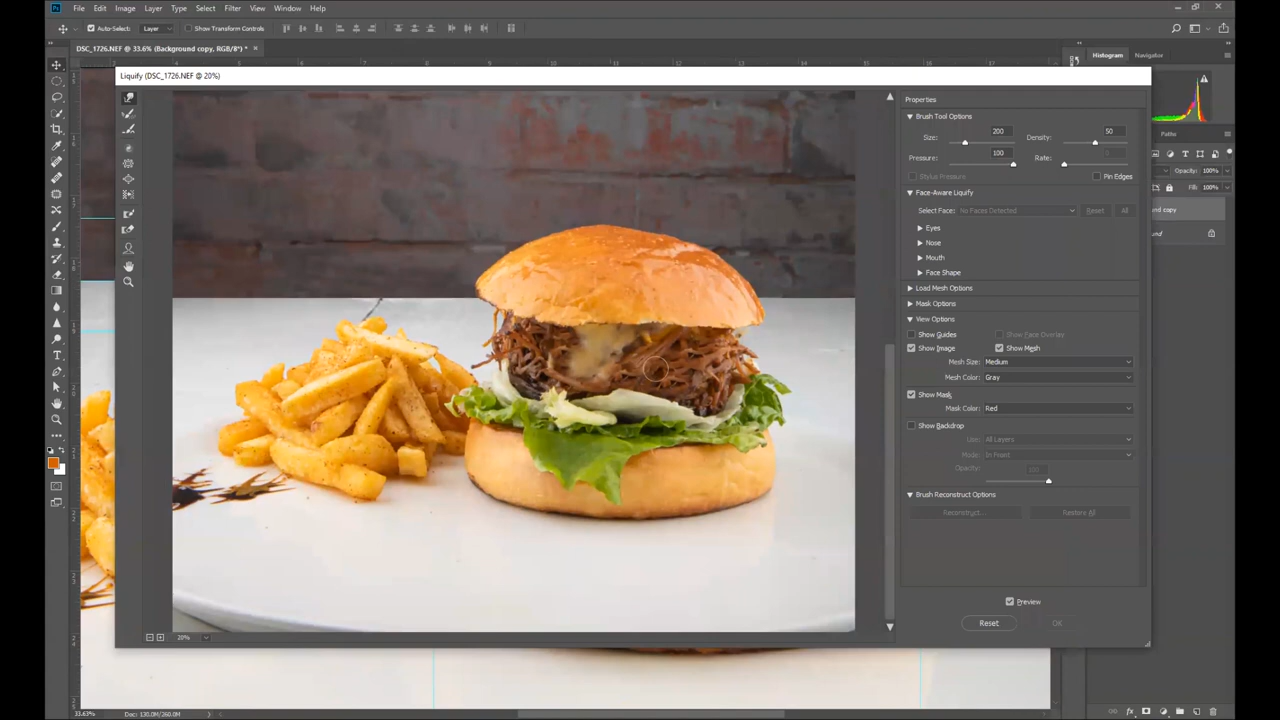 Ps File Edit Image Layer Type Select Filter View Window Help
Auto-Select: Layer Show Transform Controls
DSC_1726.NEF @ 33.6% (Background copy, RGB/8*) *
Histogram Navigator
Liquify (DSC_1726.NEF @ 20%)
Properties
Brush Tool Options
Size: 200 Density: 50
Pressure: 100 Rate:
Stylus Pressure Pin Edges
Face-Aware Liquify
Select Face: No Faces Detected Reset All
Eyes
Nose
Mouth
Face Shape
Load Mesh Options
Mask Options
View Options
Show Guides Show Face Overlay
Show Image Show Mesh
Mesh Size: Medium
Mesh Color: Gray
Show Mask
Mask Color: Red
Show Backdrop
Use: All Layers
Mode: In Front
Opacity:
Brush Reconstruct Options
Reconstruct... Restore All
Preview
Reset OK
20%
Paths
Opacity: 100%
Fill: 100%
nd copy
und
33.63% Doc: 130.0M/260.0M